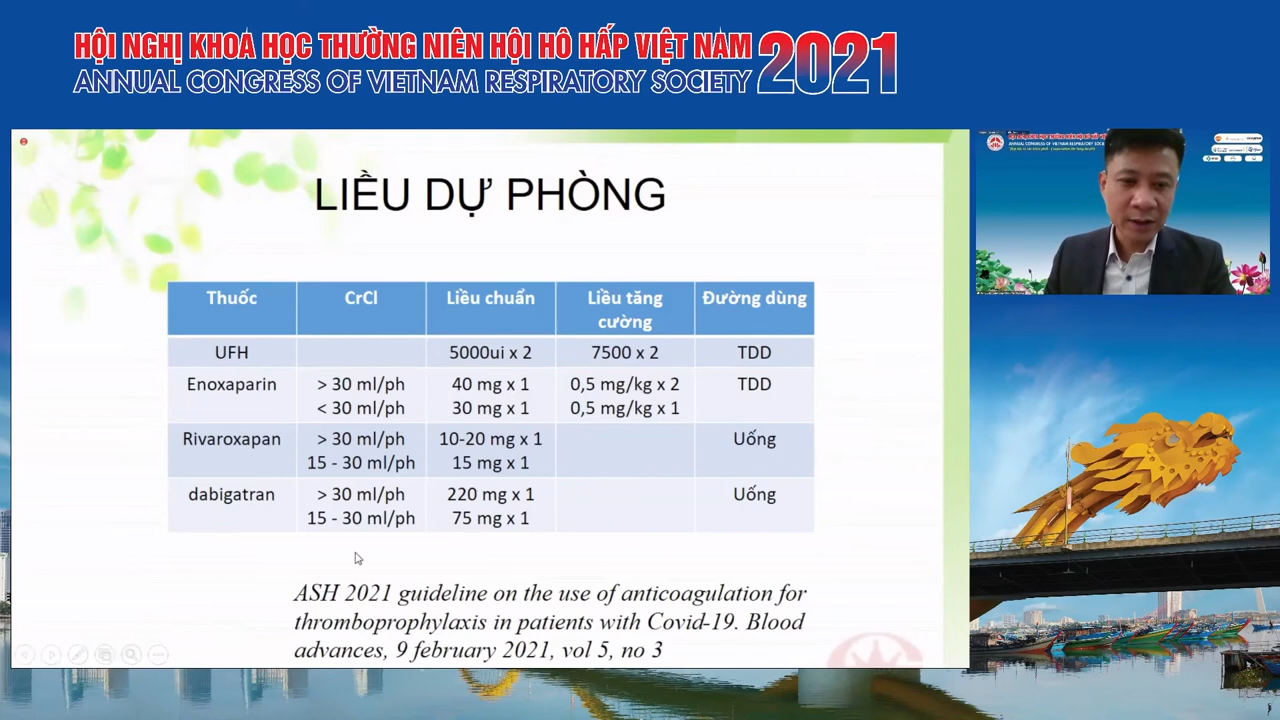 HỘI NGHỊ KHOA HỌC THƯỜNG NIÊN HỘI HÔ HẤP VIỆT NAM 2021
ANNUAL CONGRESS OF VIETNAM RESPIRATORY SOCIETY
LIỀU DỰ PHÒNG
Thuốc CrCl Liều chuẩn Liều tăng cường Đường dùng
UFH 5000ui x 2 7500 x 2 TDD
Enoxaparin > 30 ml/ph 40 mg x 1 0,5 mg/kg x 2 TDD
< 30 ml/ph 30 mg x 1 0,5 mg/kg x 1
Rivaroxapan > 30 ml/ph 10-20 mg x 1 Uống
15 - 30 ml/ph 15 mg x 1
dabigatran > 30 ml/ph 220 mg x 1 Uống
15 - 30 ml/ph 75 mg x 1
ASH 2021 guideline on the use of anticoagulation for
thromboprophylaxis in patients with Covid-19. Blood
advances, 9 february 2021, vol 5, no 3